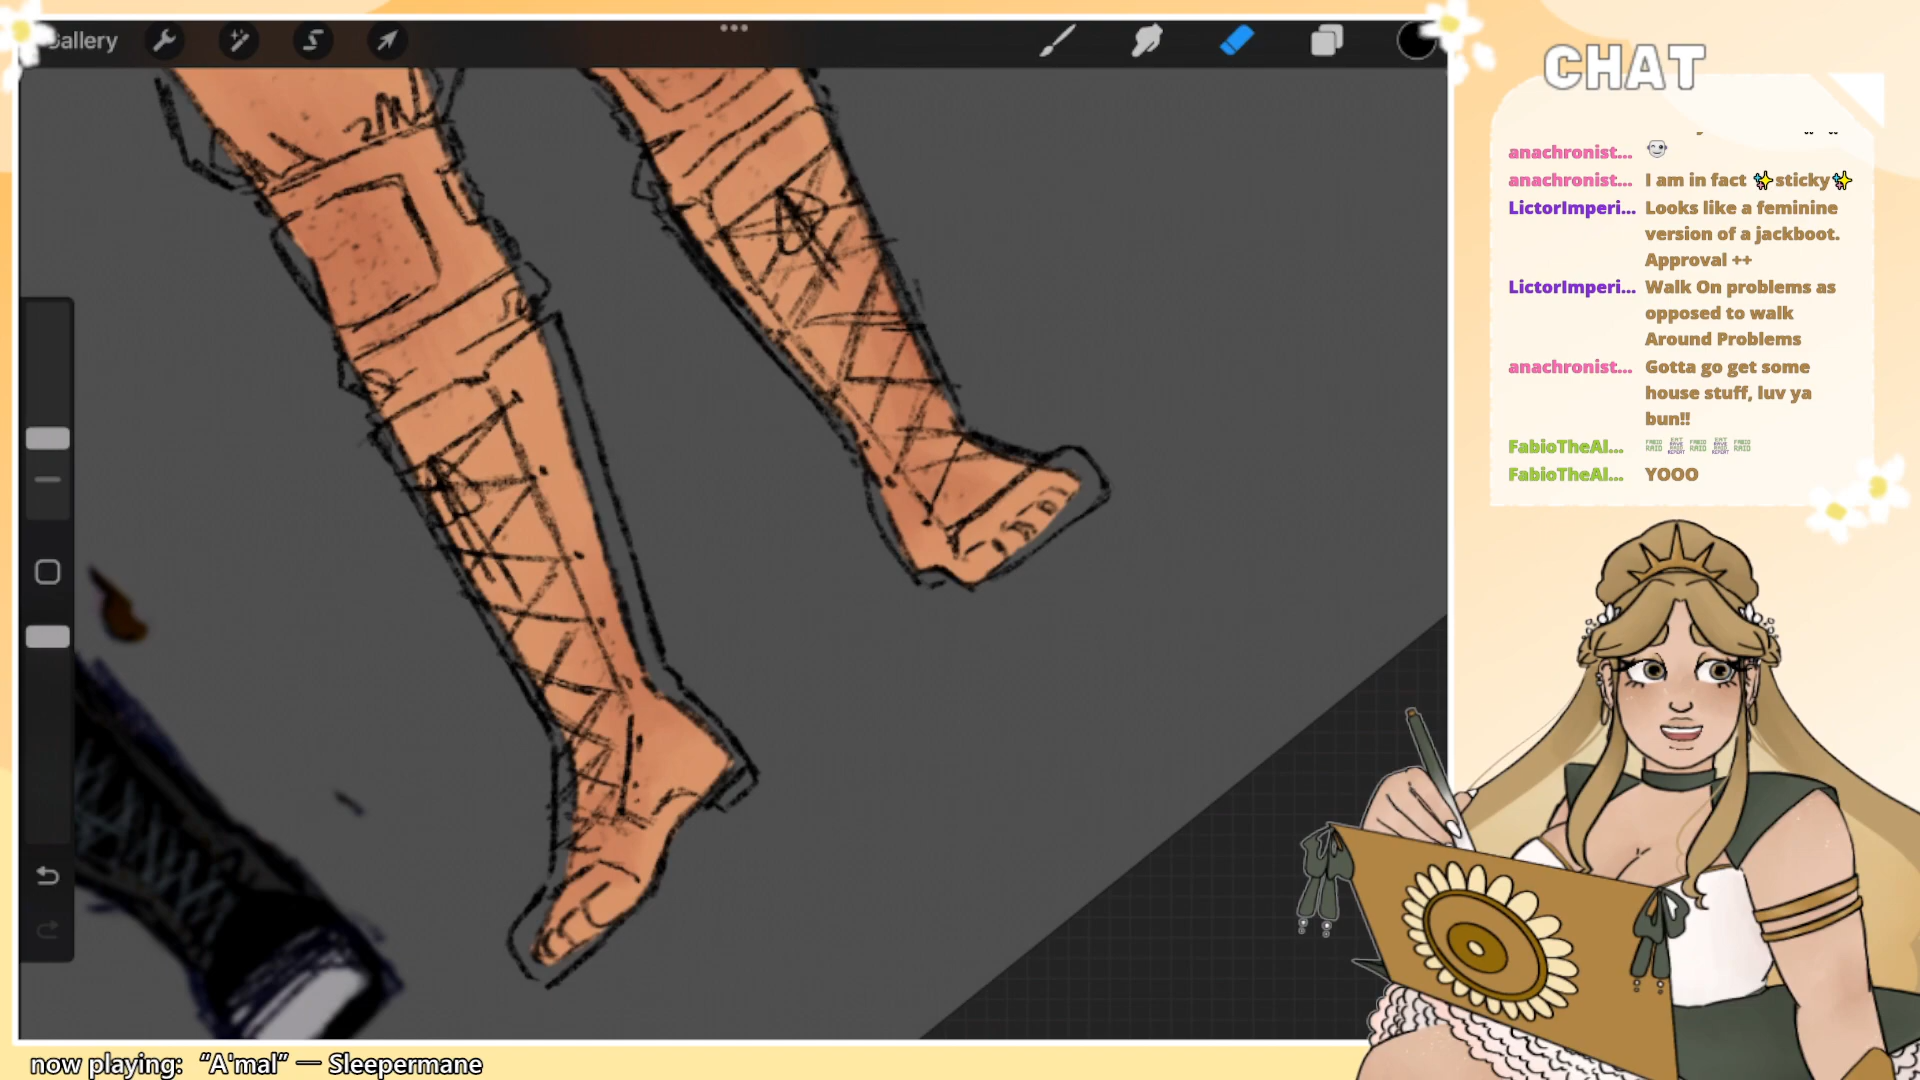 Gallery
CHAT
anachronist...
anachronist... I am in fact ✨sticky✨
LictorImperi... Looks like a feminine
version of a jackboot.
Approval ++
LictorImperi... Walk On problems as
opposed to walk
Around Problems
anachronist... Gotta go get some
house stuff, luv ya
bun!!
FabioTheAI...
FabioTheAI... YOOO
now playing: “A'mal” — Sleepermane